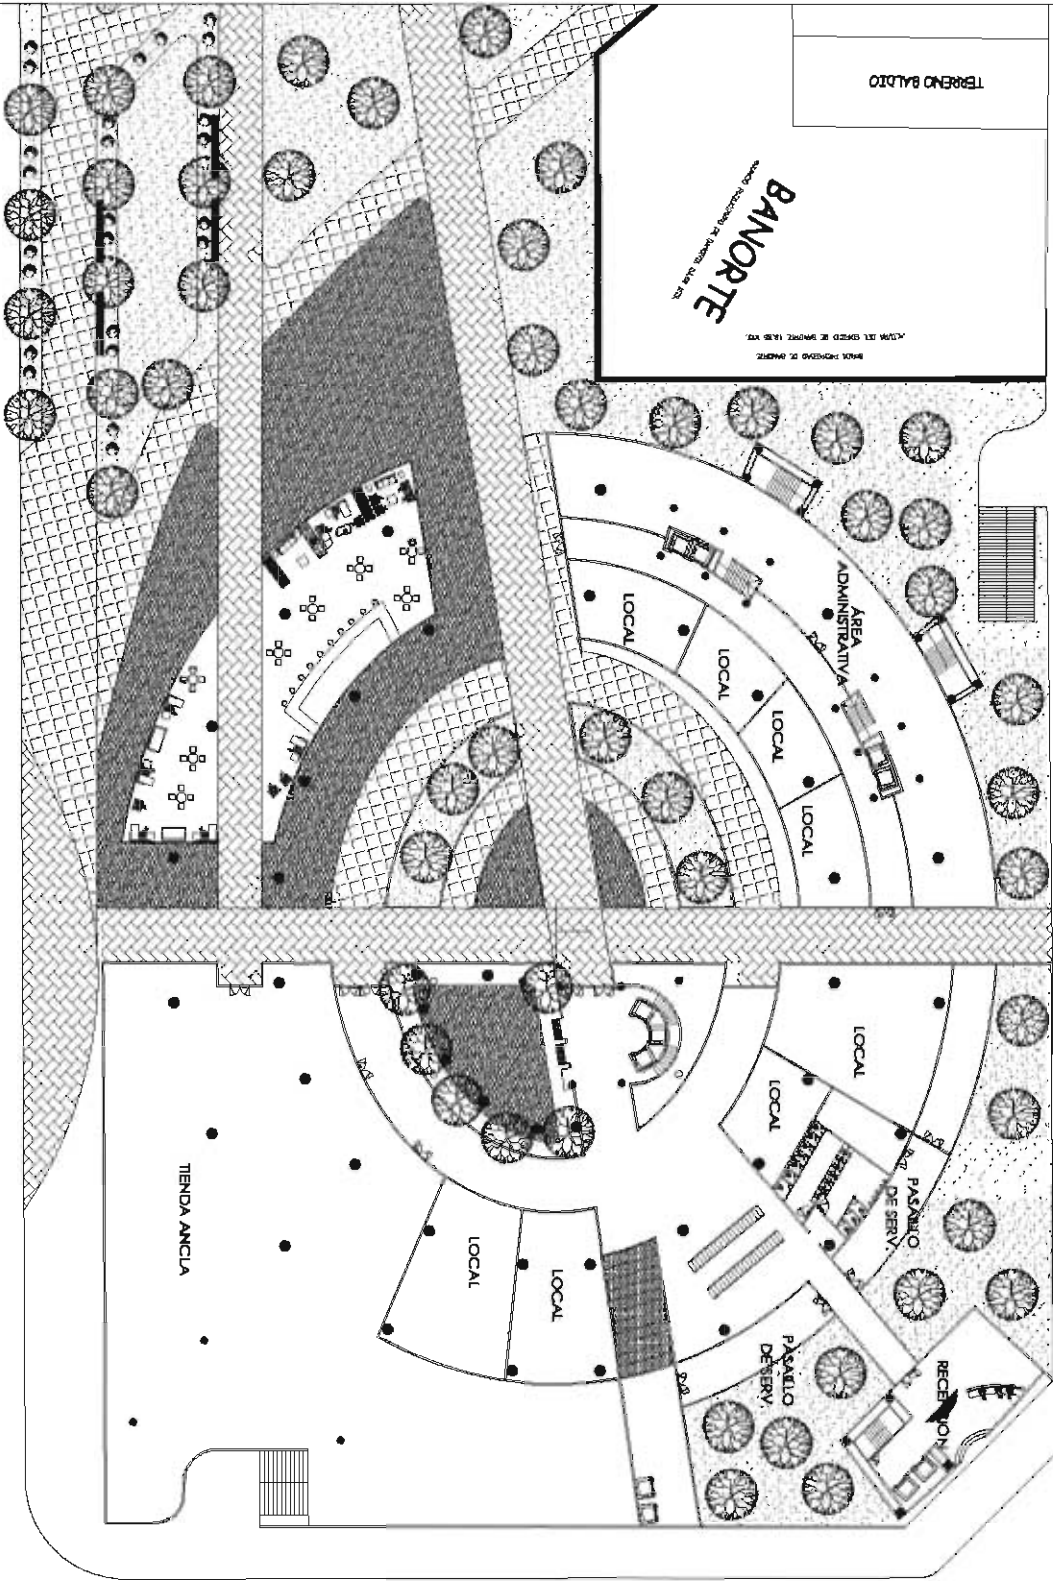 TERRENO BALDIO
BANORTE
ÁREA
ADMINISTRATIVA
LOCAL
LOCAL
LOCAL
LOCAL
LOCAL
LOCAL
PASILLO
DE SERV.
TIENDA ANCLA
LOCAL
LOCAL
PASILLO
DE SERV.
RECEPCIÓN